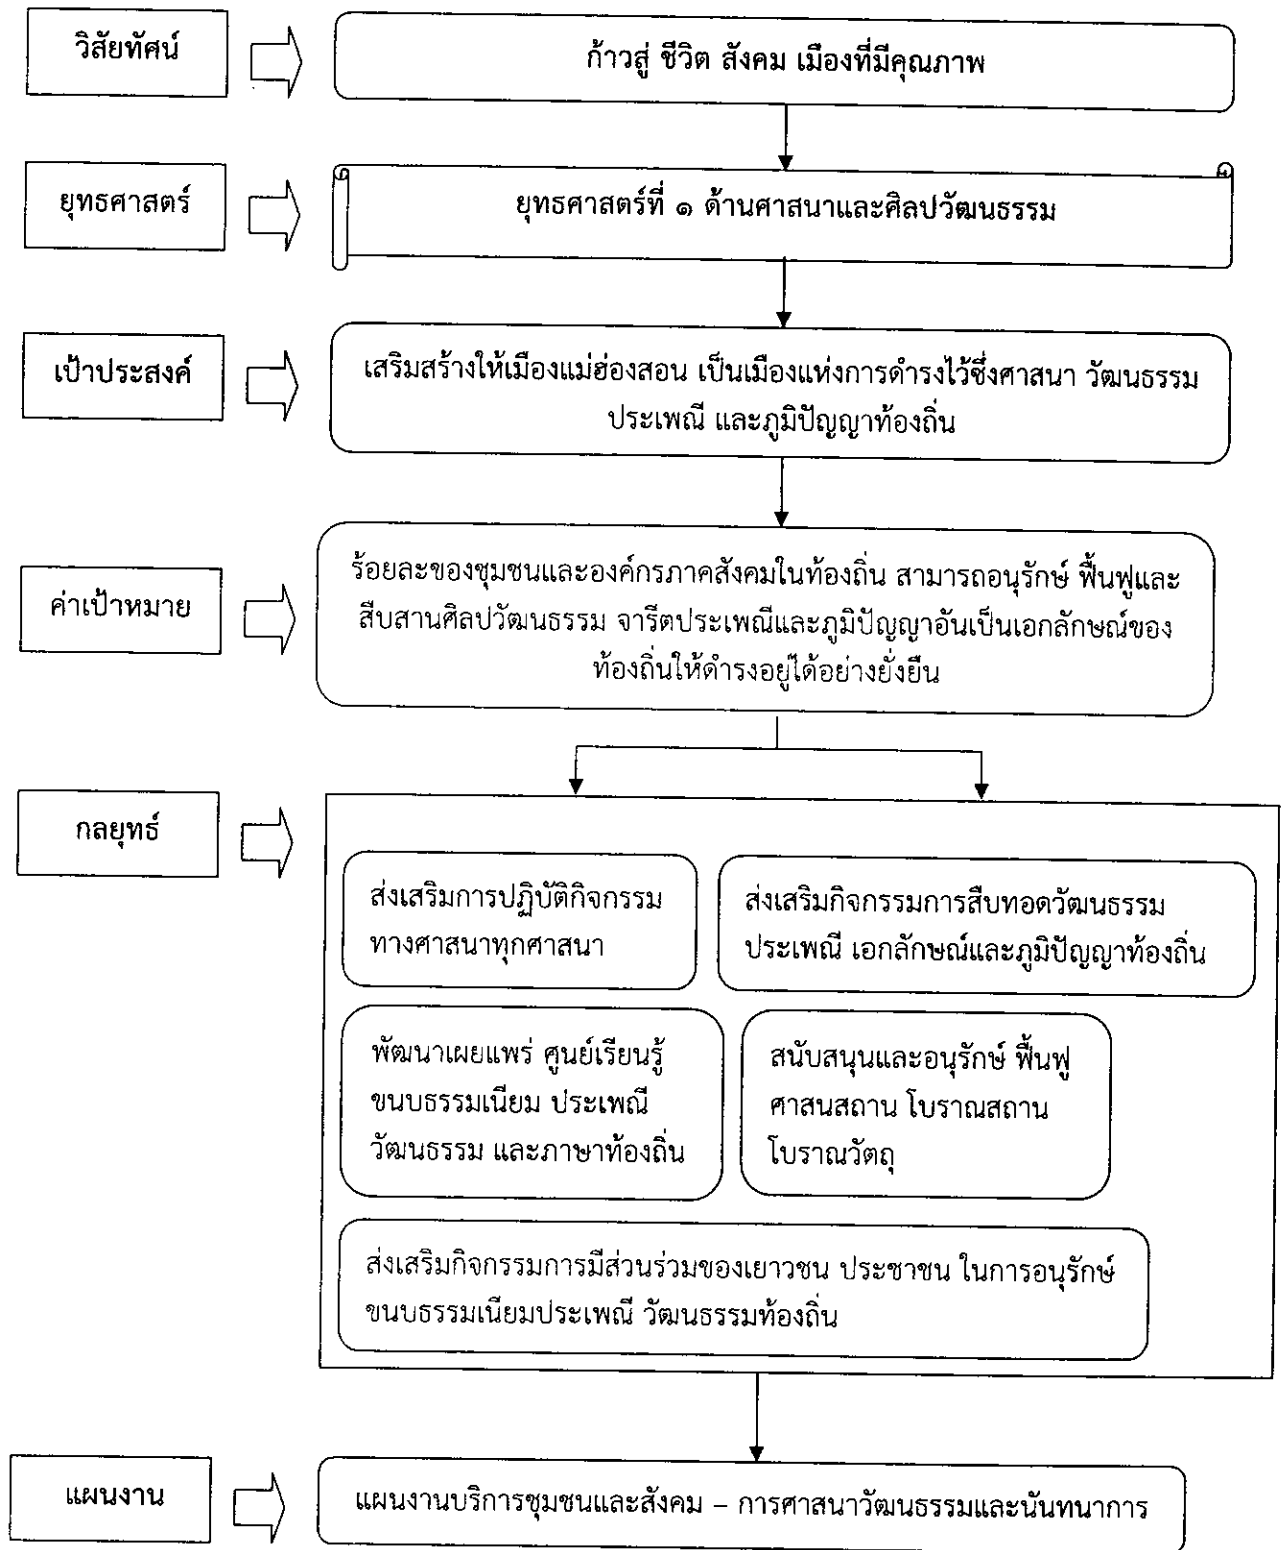 วิสัยทัศน์
ก้าวสู่ ชีวิต สังคม เมืองที่มีคุณภาพ
ยุทธศาสตร์
ยุทธศาสตร์ที่ ๑ ด้านศาสนาและศิลปวัฒนธรรม
เป้าประสงค์
เสริมสร้างให้เมืองแม่ฮ่องสอน เป็นเมืองแห่งการดำรงไว้ซึ่งศาสนา วัฒนธรรม
ประเพณี และภูมิปัญญาท้องถิ่น
ค่าเป้าหมาย
ร้อยละของชุมชนและองค์กรภาคสังคมในท้องถิ่น สามารถอนุรักษ์ ฟื้นฟูและ
สืบสานศิลปวัฒนธรรม จารีตประเพณีและภูมิปัญญาอันเป็นเอกลักษณ์ของ
ท้องถิ่นให้ดำรงอยู่ได้อย่างยั่งยืน
กลยุทธ์
ส่งเสริมการปฏิบัติกิจกรรม
ทางศาสนาทุกศาสนา
ส่งเสริมกิจกรรมการสืบทอดวัฒนธรรม
ประเพณี เอกลักษณ์และภูมิปัญญาท้องถิ่น
พัฒนาเผยแพร่ ศูนย์เรียนรู้
ขนบธรรมเนียม ประเพณี
วัฒนธรรม และภาษาท้องถิ่น
สนับสนุนและอนุรักษ์ ฟื้นฟู
ศาสนสถาน โบราณสถาน
โบราณวัตถุ
ส่งเสริมกิจกรรมการมีส่วนร่วมของเยาวชน ประชาชน ในการอนุรักษ์
ขนบธรรมเนียมประเพณี วัฒนธรรมท้องถิ่น
แผนงาน
แผนงานบริการชุมชนและสังคม – การศาสนาวัฒนธรรมและนันทนาการ